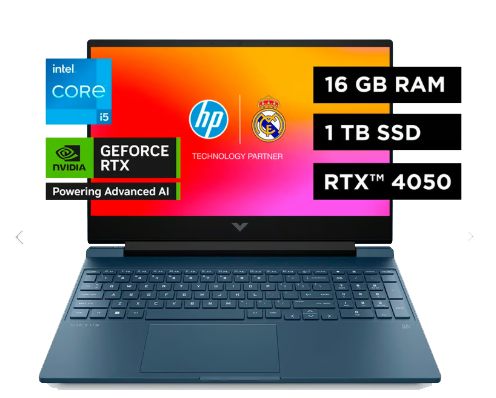 intel
CORE
i5
NVIDIA
GEFORCE
RTX
Powering Advanced AI
hp
TECHNOLOGY PARTNER
16 GB RAM
1 TB SSD
RTX™ 4050